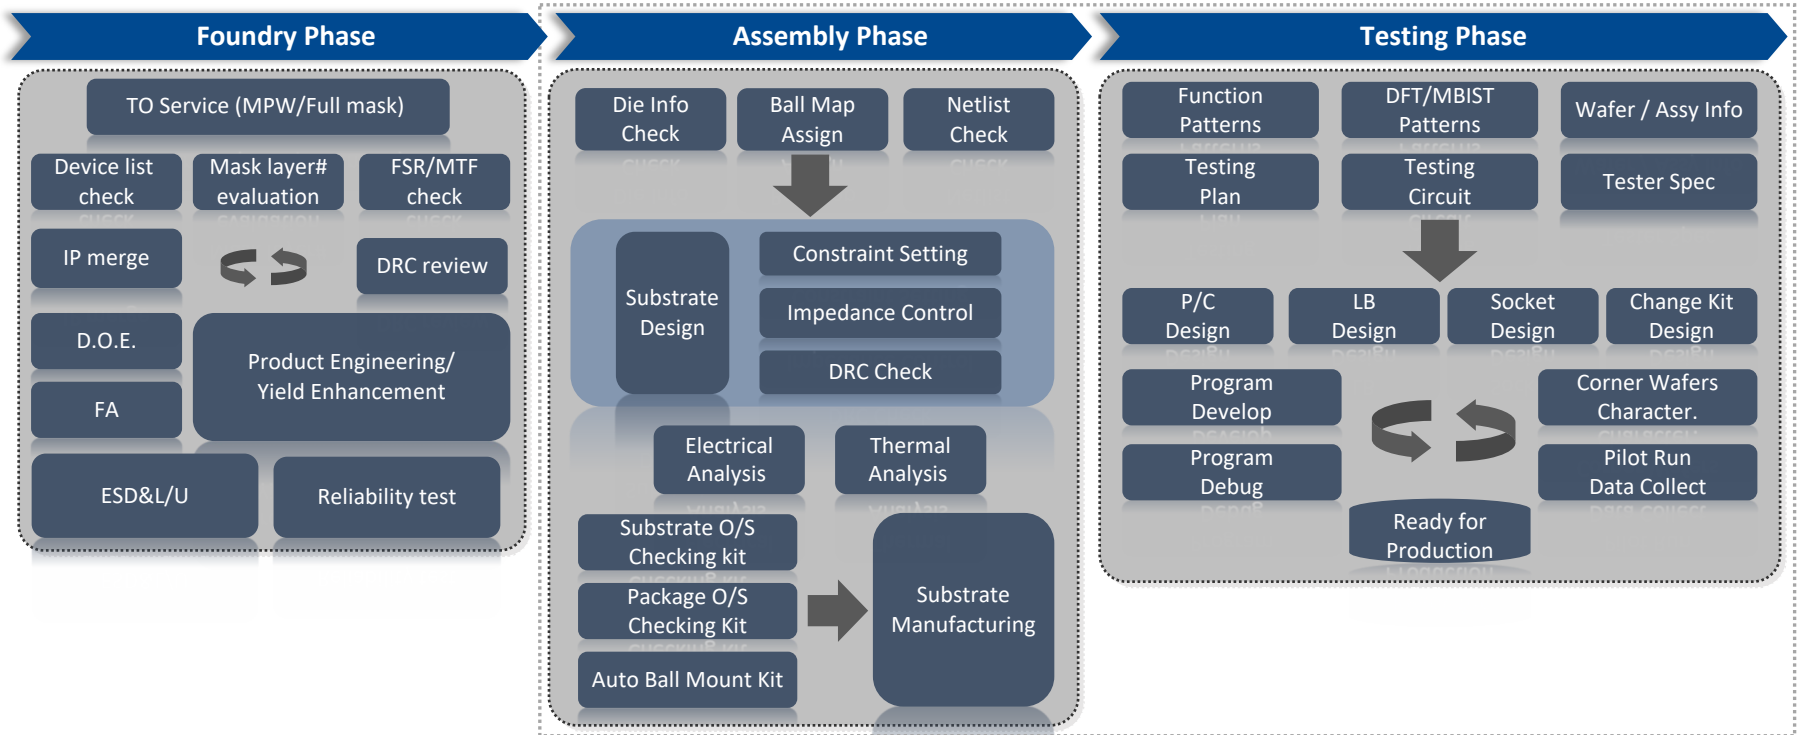 Foundry Phase
TO Service (MPW/Full mask)
Device list
check
Mask layer#
evaluation
FSR/MTF
check
IP merge
DRC review
D.O.E.
FA
Product Engineering/
Yield Enhancement
ESD&L/U
Reliability test
Assembly Phase
Die Info
Check
Ball Map
Assign
Netlist
Check
Substrate
Design
Constraint Setting
Impedance Control
DRC Check
Electrical
Analysis
Thermal
Analysis
Substrate O/S
Checking kit
Package O/S
Checking Kit
Auto Ball Mount Kit
Substrate
Manufacturing
Testing Phase
Function
Patterns
DFT/MBIST
Patterns
Wafer / Assy Info
Testing
Plan
Testing
Circuit
Tester Spec
P/C
Design
LB
Design
Socket
Design
Change Kit
Design
Program
Develop
Corner Wafers
Character.
Program
Debug
Pilot Run
Data Collect
Ready for
Production